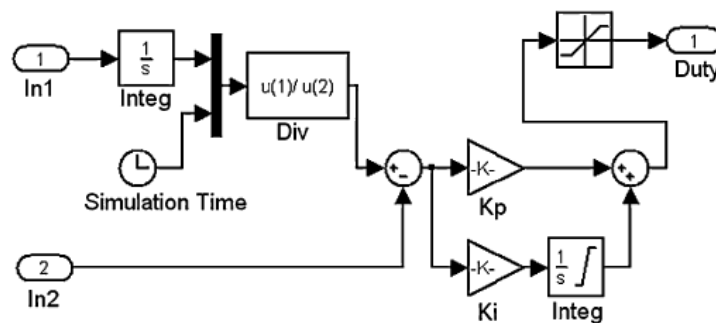 1
In1
1
s
Integ
u(1)/ u(2)
Div
Simulation Time
2
In2
+
-
-K-
Kp
-K-
Ki
1
s
Integ
+
+
1
Duty